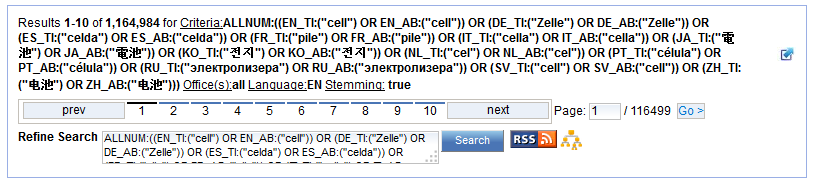 Results 1-10 of 1,164,984 for Criteria:ALLNUM:((EN_TI:("cell") OR EN_AB:("cell")) OR (DE_TI:("Zelle") OR DE_AB:("Zelle")) OR
(ES_TI:("celda") OR ES_AB:("celda")) OR (FR_TI:("pile") OR FR_AB:("pile")) OR (IT_TI:("cella") OR IT_AB:("cella")) OR (JA_TI:("電
池") OR JA_AB:("電池")) OR (KO_TI:("전지") OR KO_AB:("전지")) OR (NL_TI:("cel") OR NL_AB:("cel")) OR (PT_TI:("célula") OR
PT_AB:("célula")) OR (RU_TI:("электролизера") OR RU_AB:("электролизера")) OR (SV_TI:("cell") OR SV_AB:("cell")) OR (ZH_TI:
("电池") OR ZH_AB:("电池"))) Office(s):all Language:EN Stemming: true
prev 1 2 3 4 5 6 7 8 9 10 next Page: 1 / 116499 Go >
Refine Search ALLNUM:((EN_TI:("cell") OR EN_AB:("cell")) OR (DE_TI:("Zelle") OR Search RSS
DE_AB:("Zelle")) OR (ES_TI:("celda") OR ES_AB:("celda")) OR